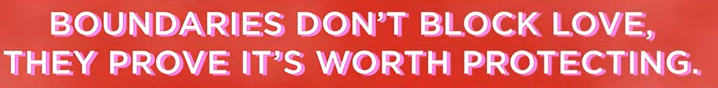 BOUNDARIES DON’T BLOCK LOVE,
THEY PROVE IT’S WORTH PROTECTING.